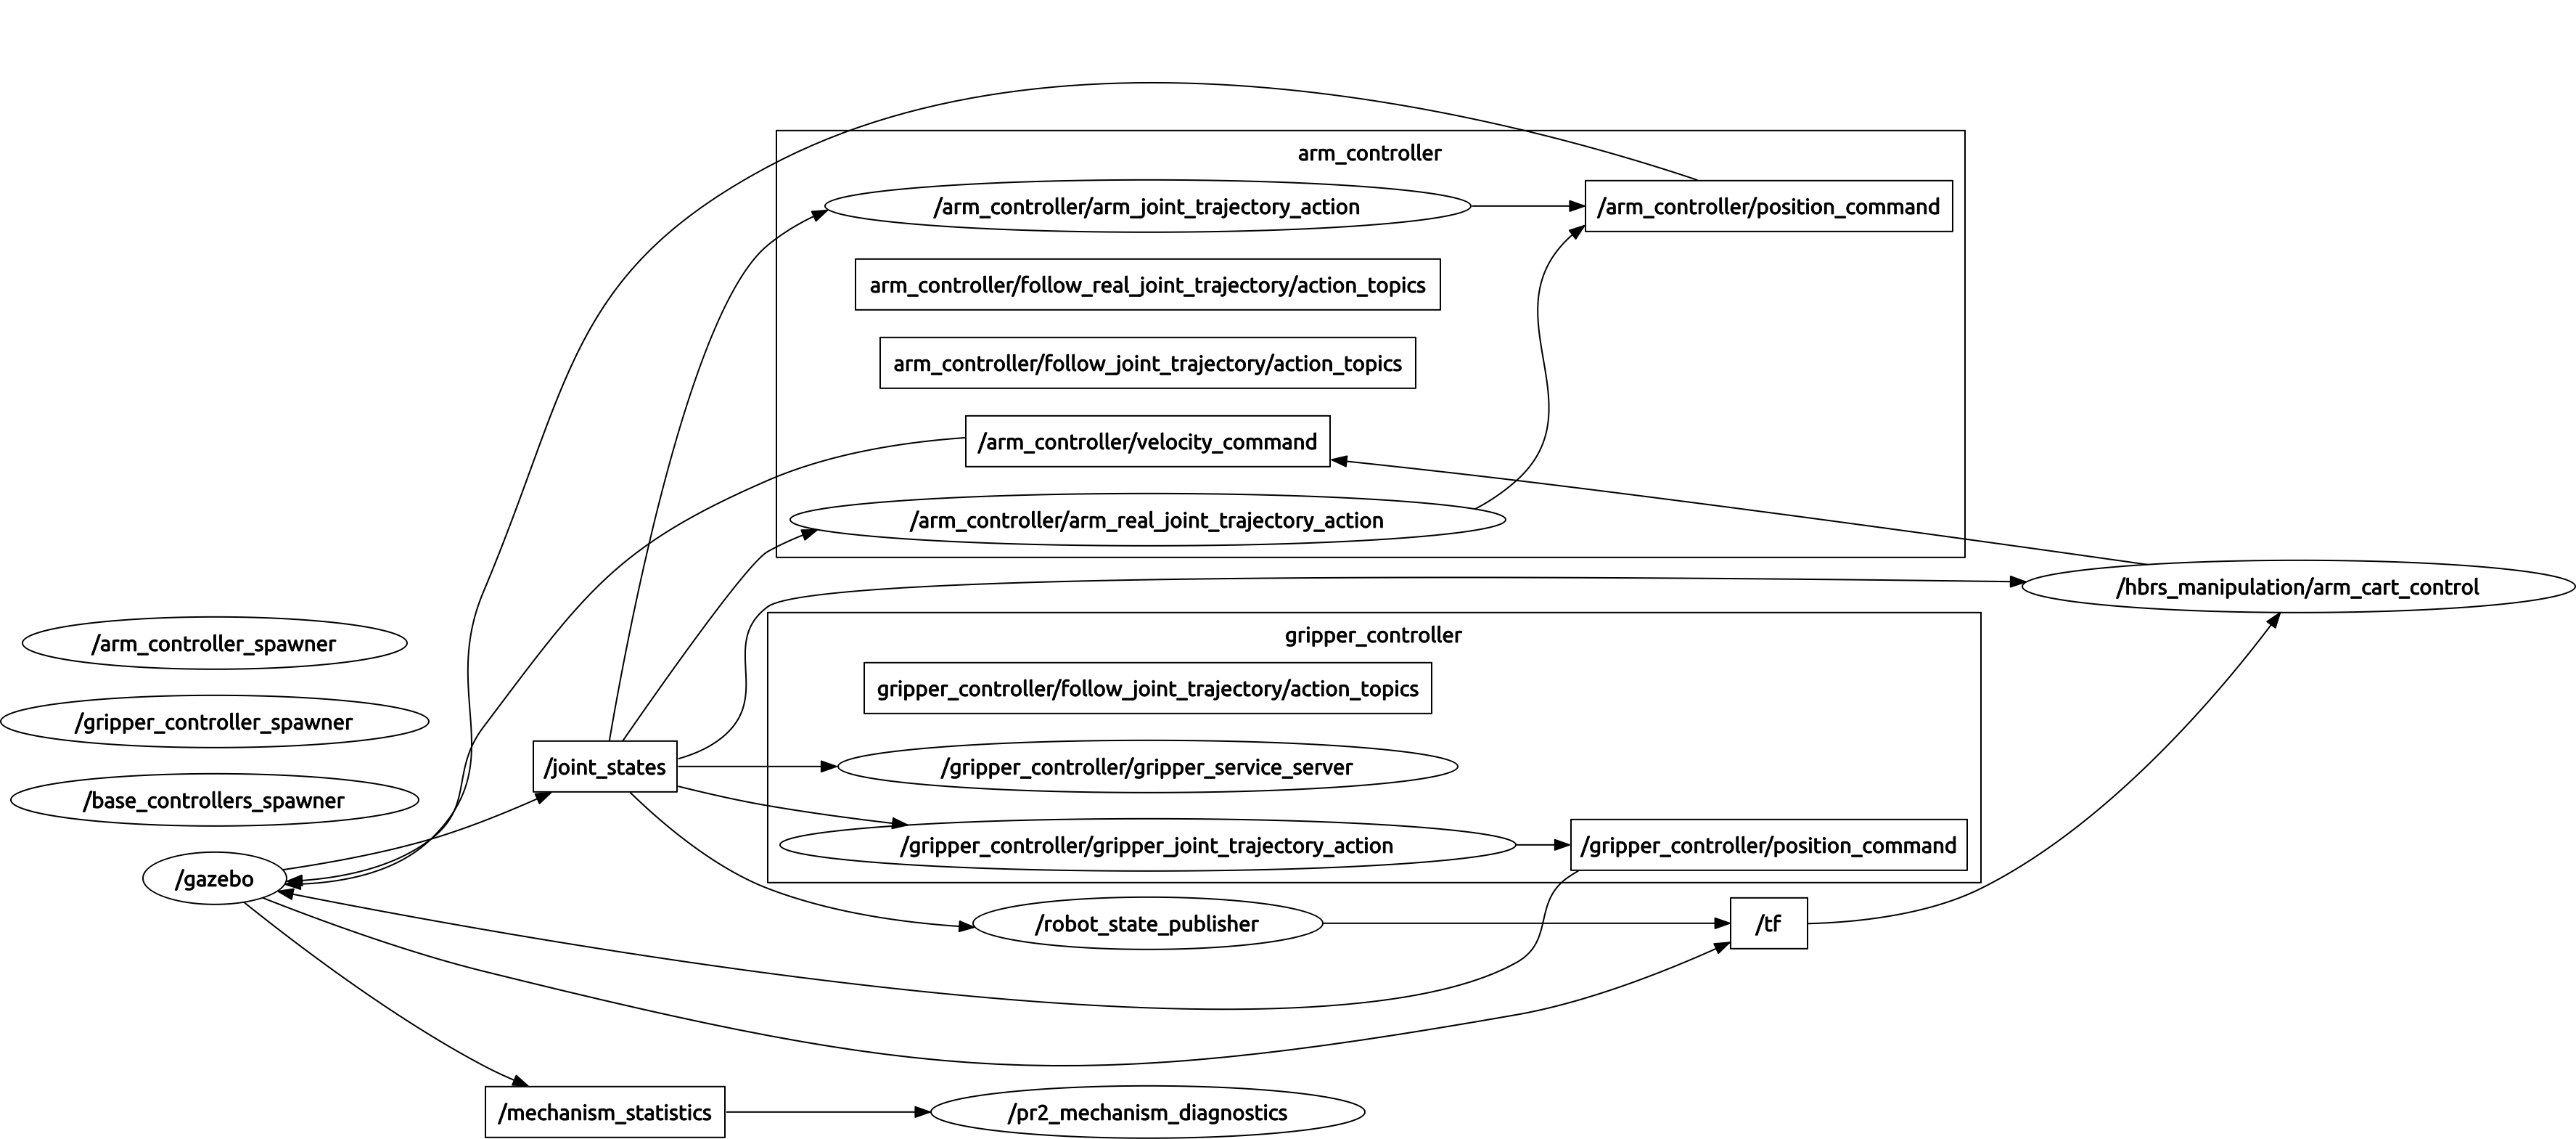 arm_controller
/arm_controller/arm_joint_trajectory_action
/arm_controller/position_command
arm_controller/follow_real_joint_trajectory/action_topics
arm_controller/follow_joint_trajectory/action_topics
/arm_controller/velocity_command
/arm_controller/arm_real_joint_trajectory_action
/hbrs_manipulation/arm_cart_control
/arm_controller_spawner
gripper_controller
gripper_controller/follow_joint_trajectory/action_topics
/gripper_controller_spawner
/joint_states
/gripper_controller/gripper_service_server
/base_controllers_spawner
/gripper_controller/gripper_joint_trajectory_action
/gripper_controller/position_command
/gazebo
/robot_state_publisher
/tf
/mechanism_statistics
/pr2_mechanism_diagnostics